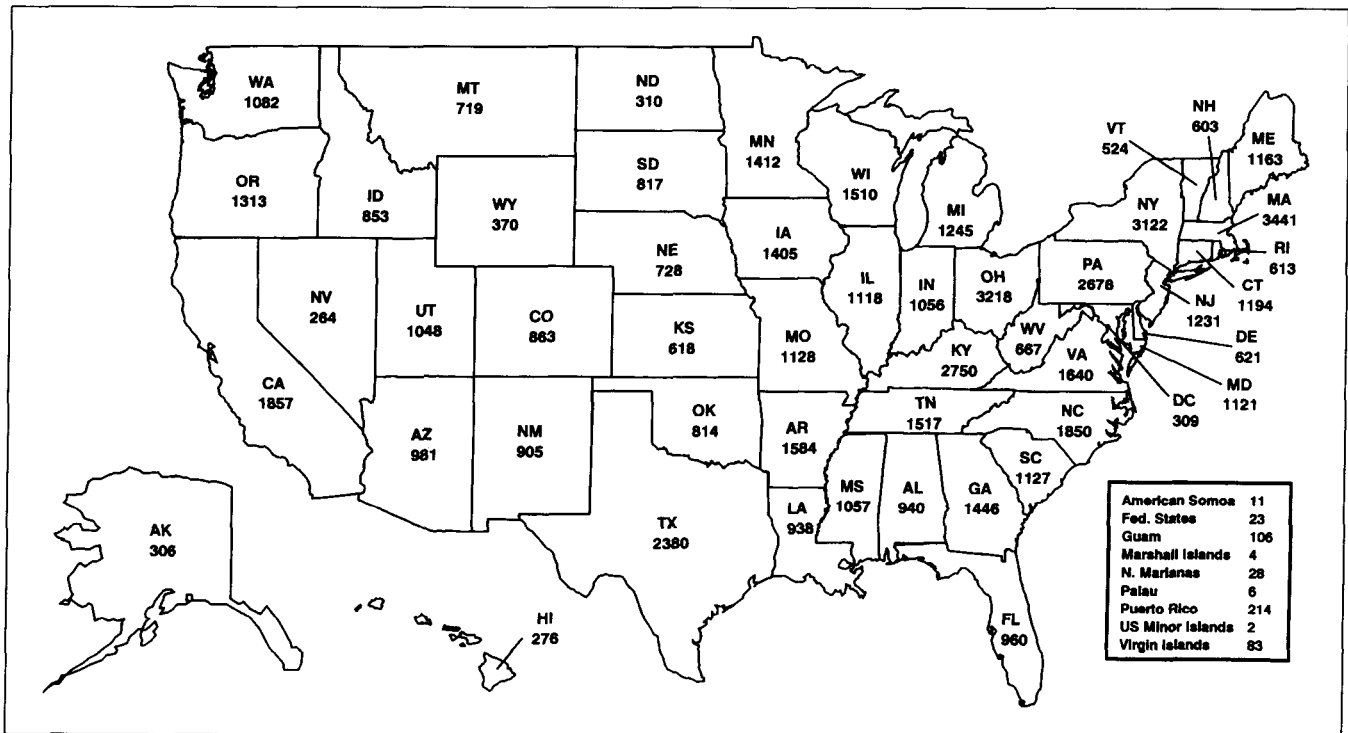 WA
1082
MT
719
ND
310
MN
1412
OR
1313
ID
853
WY
370
SD
817
WI
1510
MI
1245
VT
524
NH
603
ME
1163
NY
3122
MA
3441
RI
613
CT
1194
NV
264
UT
1048
CO
863
NE
728
IA
1405
IL
1118
IN
1056
OH
3218
PA
2678
NJ
1231
DE
621
MD
1121
DC
309
CA
1857
AZ
981
NM
905
KS
618
MO
1128
KY
2750
WV
667
VA
1640
OK
814
AR
1584
TN
1517
NC
1850
SC
1127
TX
2380
LA
938
MS
1057
AL
940
GA
1446
FL
960
AK
306
HI
276
American Somoa 11
Fed. States 23
Guam 106
Marshall Islands 4
N. Marianas 28
Palau 6
Puerto Rico 214
US Minor Islands 2
Virgin Islands 83